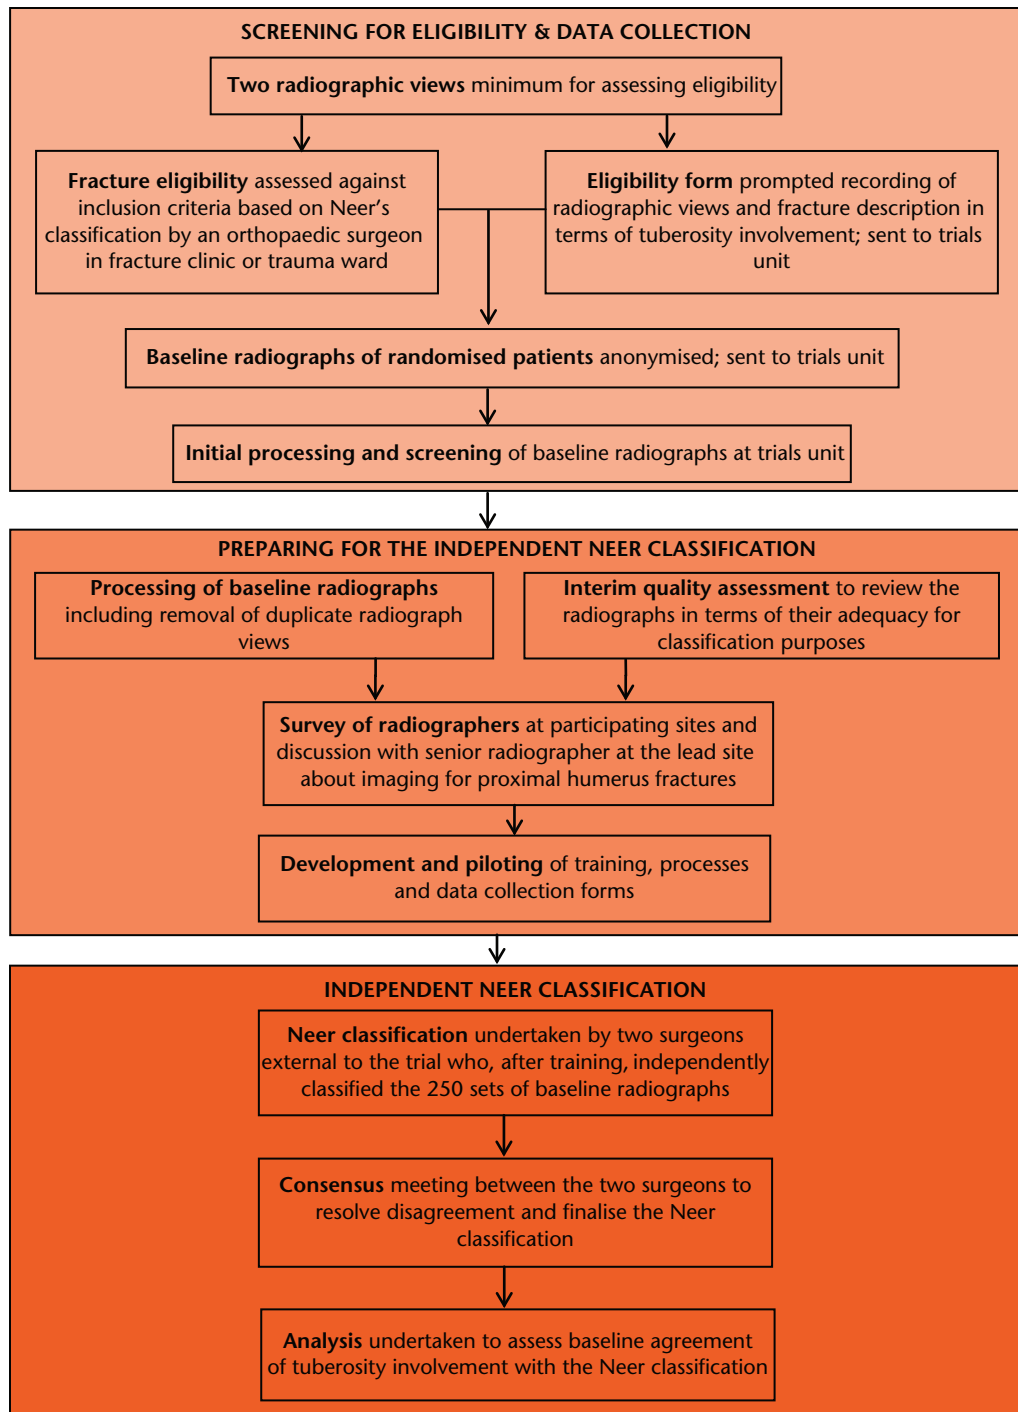 SCREENING FOR ELIGIBILITY & DATA COLLECTION
Two radiographic views minimum for assessing eligibility
Fracture eligibility assessed against
inclusion criteria based on Neer’s
classification by an orthopaedic surgeon
in fracture clinic or trauma ward
Eligibility form prompted recording of
radiographic views and fracture description in
terms of tuberosity involvement; sent to trials
unit
Baseline radiographs of randomised patients anonymised; sent to trials unit
Initial processing and screening of baseline radiographs at trials unit
PREPARING FOR THE INDEPENDENT NEER CLASSIFICATION
Processing of baseline radiographs
including removal of duplicate radiograph
views
Interim quality assessment to review the
radiographs in terms of their adequacy for
classification purposes
Survey of radiographers at participating sites and
discussion with senior radiographer at the lead site
about imaging for proximal humerus fractures
Development and piloting of training, processes
and data collection forms
INDEPENDENT NEER CLASSIFICATION
Neer classification undertaken by two surgeons
external to the trial who, after training, independently
classified the 250 sets of baseline radiographs
Consensus meeting between the two surgeons to
resolve disagreement and finalise the Neer
classification
Analysis undertaken to assess baseline agreement
of tuberosity involvement with the Neer classification